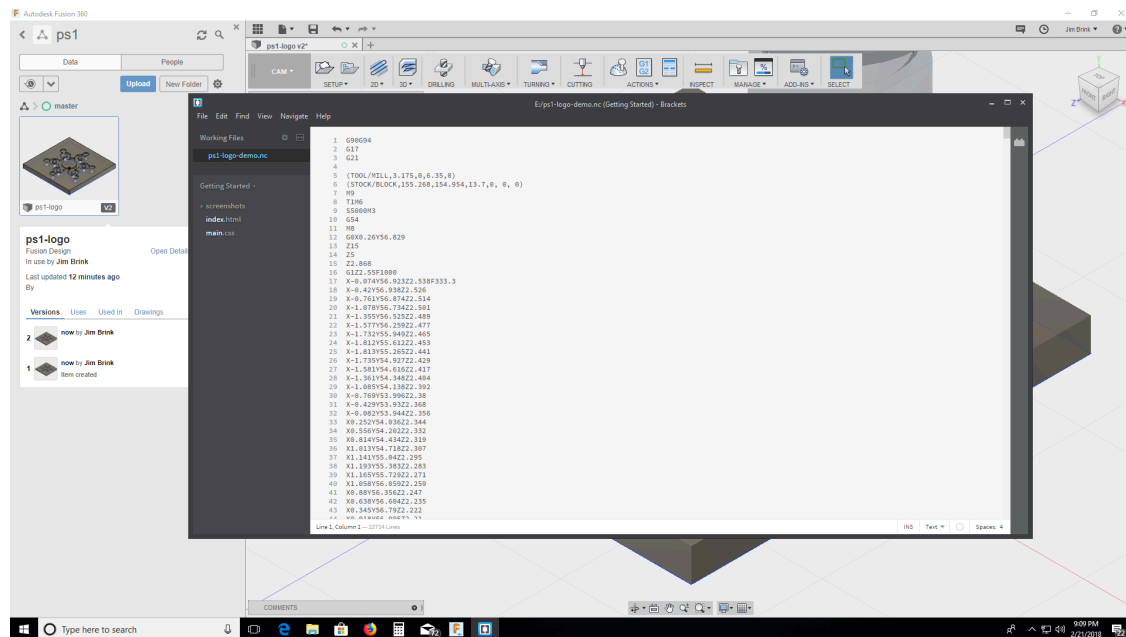 Autodesk Fusion 360
ps1
Jim Brink
Data
People
Upload
New Folder
master
ps1-logo
V2
ps1-logo
Fusion Design
Open Detail
In use by Jim Brink
Last updated 12 minutes ago
By
Versions
Uses
Used In
Drawings
2
now by Jim Brink
1
now by Jim Brink
Item created
ps1-logo v2*
CAM
SETUP
2D
3D
DRILLING
MULTI-AXIS
TURNING
CUTTING
ACTIONS
INSPECT
MANAGE
ADD-INS
SELECT
G1
G2
TOP
FRONT
RIGHT
Z
X
E:/ps1-logo-demo.nc (Getting Started) - Brackets
File Edit Find View Navigate Help
Working Files
ps1-logo-demo.nc
Getting Started
screenshots
index.html
main.css
1 G90G94
2 G17
3 G21
4
5 (TOOL/MILL,3.175,0,6.35,0)
6 (STOCK/BLOCK,155.268,154.954,13.7,0, 0, 0)
7 M9
8 T1M6
9 S5000M3
10 G54
11 M8
12 G0X0.26Y56.829
13 Z15
14 Z5
15 Z2.868
16 G1Z2.55F1000
17 X-0.074Y56.923Z2.538F333.3
18 X-0.42Y56.938Z2.526
19 X-0.761Y56.874Z2.514
20 X-1.078Y56.734Z2.501
21 X-1.355Y56.525Z2.489
22 X-1.577Y56.259Z2.477
23 X-1.732Y55.949Z2.465
24 X-1.812Y55.612Z2.453
25 X-1.813Y55.265Z2.441
26 X-1.735Y54.927Z2.429
27 X-1.581Y54.616Z2.417
28 X-1.361Y54.348Z2.404
29 X-1.085Y54.138Z2.392
30 X-0.769Y53.996Z2.38
31 X-0.429Y53.93Z2.368
32 X-0.082Y53.944Z2.356
33 X0.252Y54.036Z2.344
34 X0.556Y54.202Z2.332
35 X0.814Y54.434Z2.319
36 X1.013Y54.718Z2.307
37 X1.141Y55.04Z2.295
38 X1.193Y55.383Z2.283
39 X1.165Y55.729Z2.271
40 X1.058Y56.059Z2.259
41 X0.88Y56.356Z2.247
42 X0.638Y56.604Z2.235
43 X0.345Y56.79Z2.222
Line 1, Column 1 — 22714 Lines
INS
Text
Spaces: 4
COMMENTS
Type here to search
9:09 PM
2/21/2018